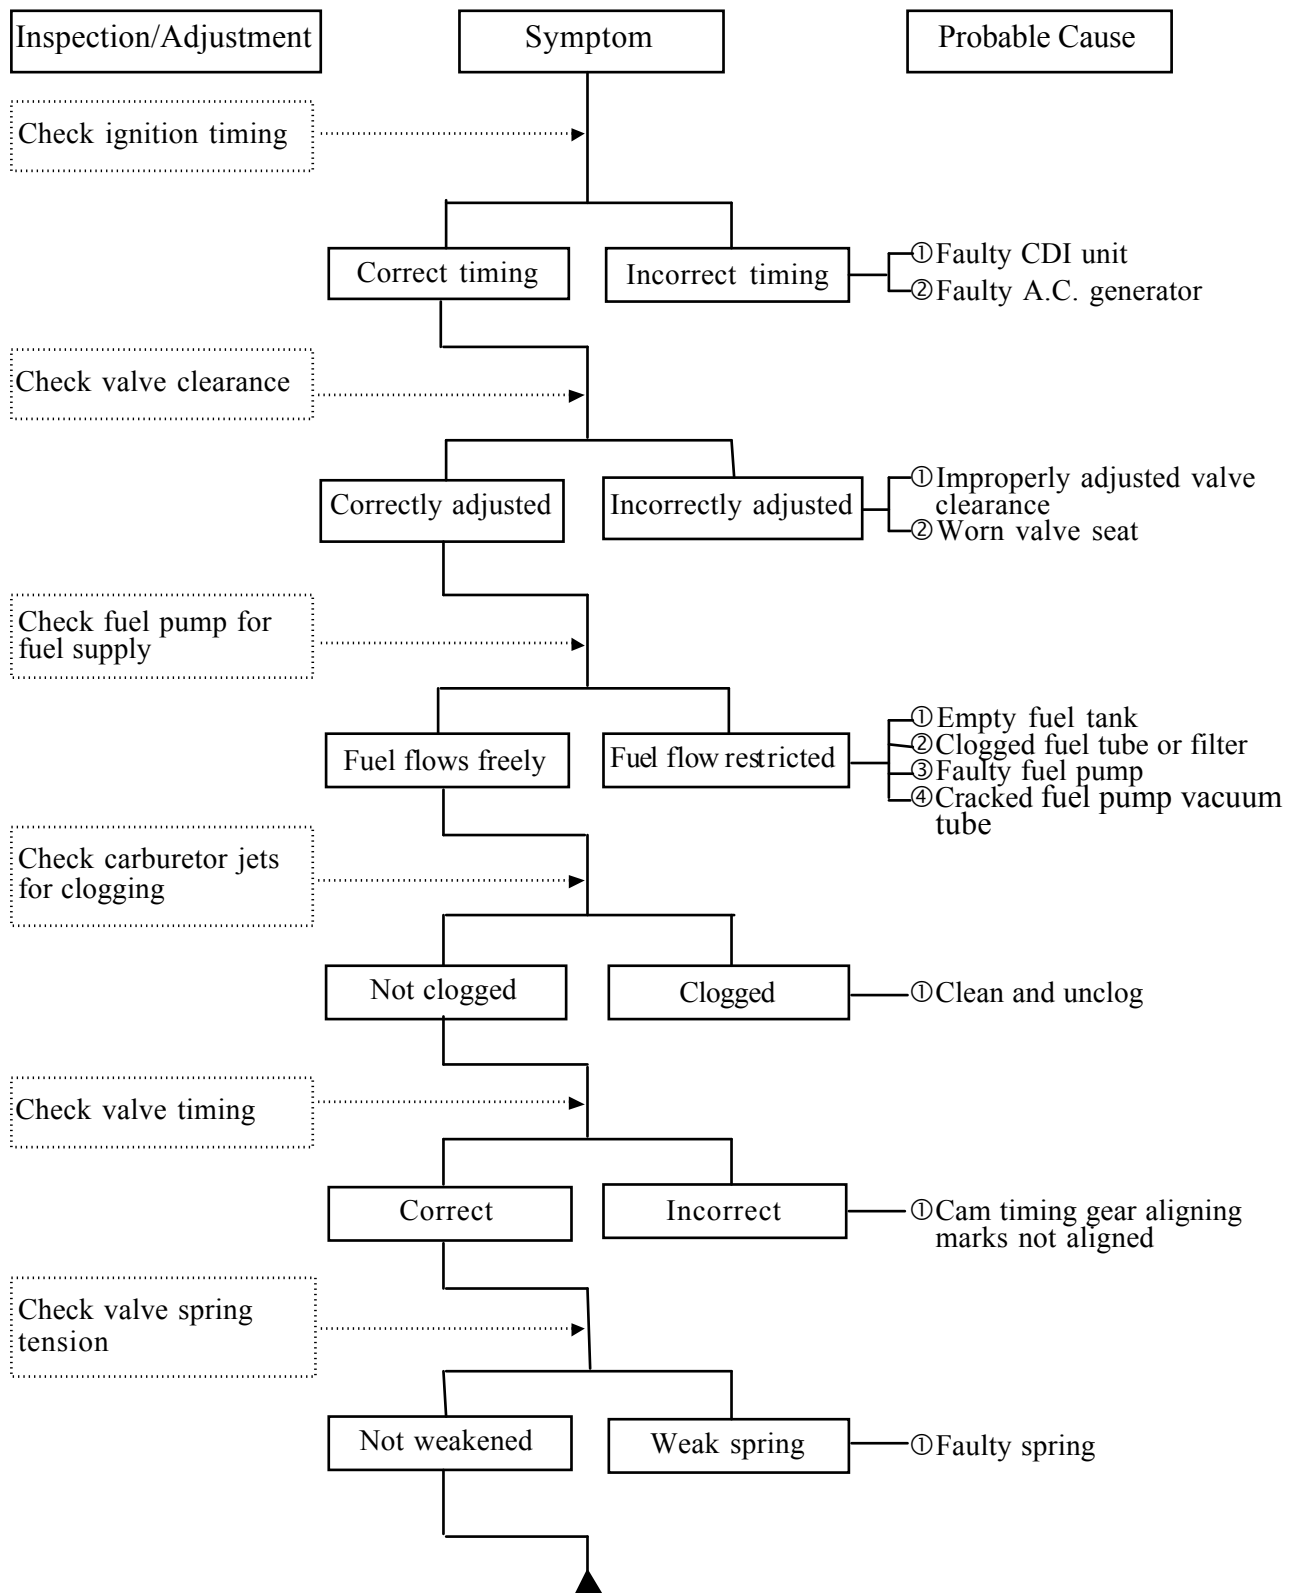 Inspection/Adjustment
Symptom
Probable Cause
Check ignition timing
Correct timing
Incorrect timing
①Faulty CDI unit
②Faulty A.C. generator
Check valve clearance
Correctly adjusted
Incorrectly adjusted
①Improperly adjusted valve
clearance
②Worn valve seat
Check fuel pump for
fuel supply
Fuel flows freely
Fuel flow restricted
①Empty fuel tank
②Clogged fuel tube or filter
③Faulty fuel pump
④Cracked fuel pump vacuum
tube
Check carburetor jets
for clogging
Not clogged
Clogged
①Clean and unclog
Check valve timing
Correct
Incorrect
①Cam timing gear aligning
marks not aligned
Check valve spring
tension
Not weakened
Weak spring
①Faulty spring